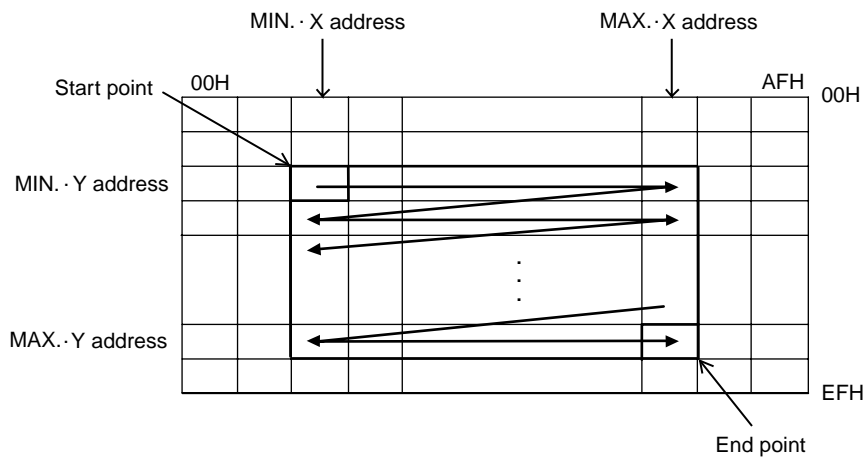 MIN.·X address
MAX.·X address
Start point
00H
AFH
00H
MIN.·Y address
MAX.·Y address
EFH
End point